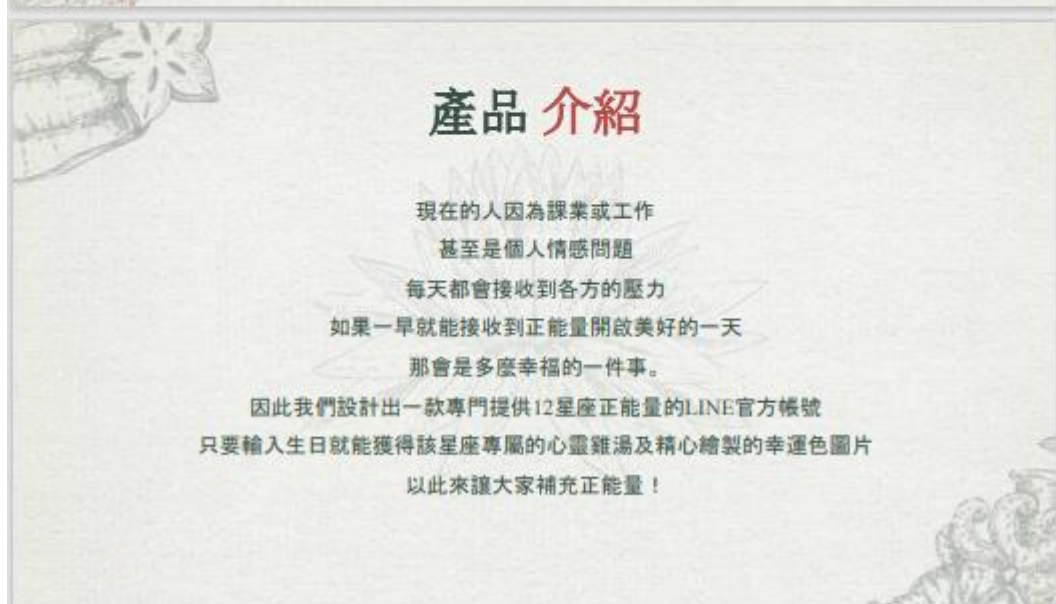 產品 介紹
現在的人因為課業或工作
甚至是個人情感問題
每天都會接收到各方的壓力
如果一早就能接收到正能量開啟美好的一天
那會是多麼幸福的一件事。
因此我們設計出一款專門提供12星座正能量的LINE官方帳號
只要輸入生日就能獲得該星座專屬的心靈雞湯及精心繪製的幸運色圖片
以此來讓大家補充正能量！